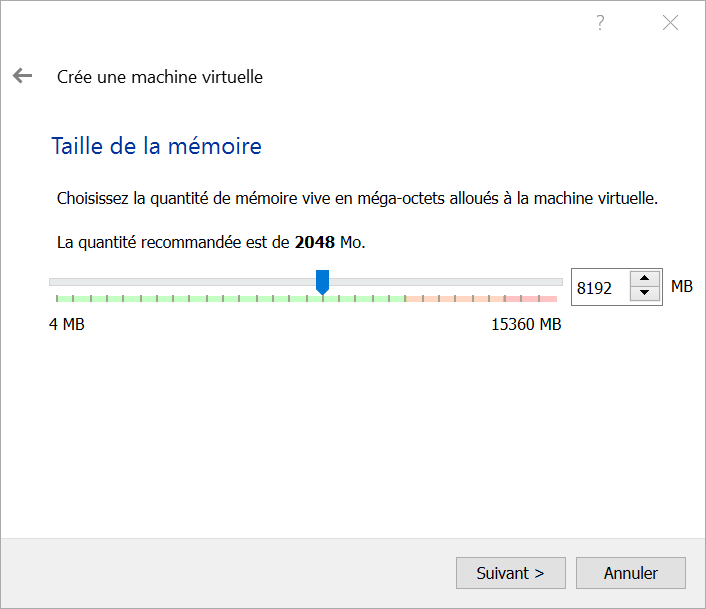 ?
Crée une machine virtuelle
Taille de la mémoire
Choisissez la quantité de mémoire vive en méga-octets alloués à la machine virtuelle.
La quantité recommandée est de 2048 Mo.
8192 MB
4 MB 15360 MB
Suivant > Annuler